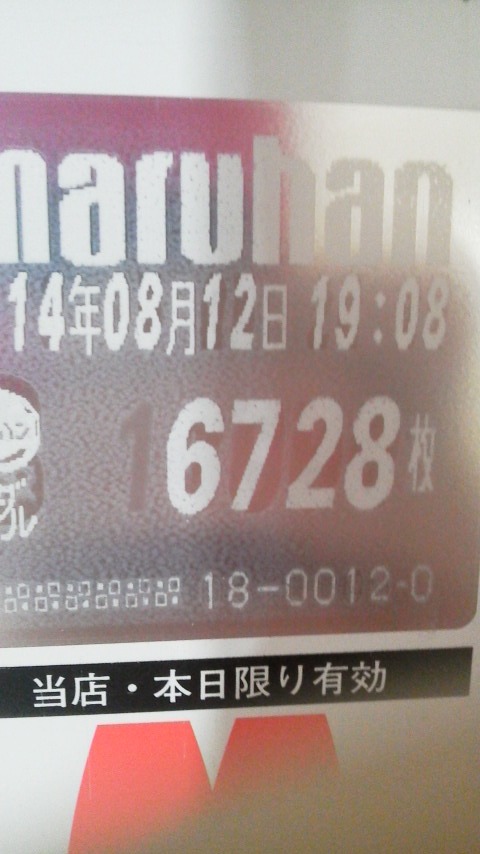 maruhan
14年08月12日 19:08
6728枚
18-0012-0
当店・本日限り有効